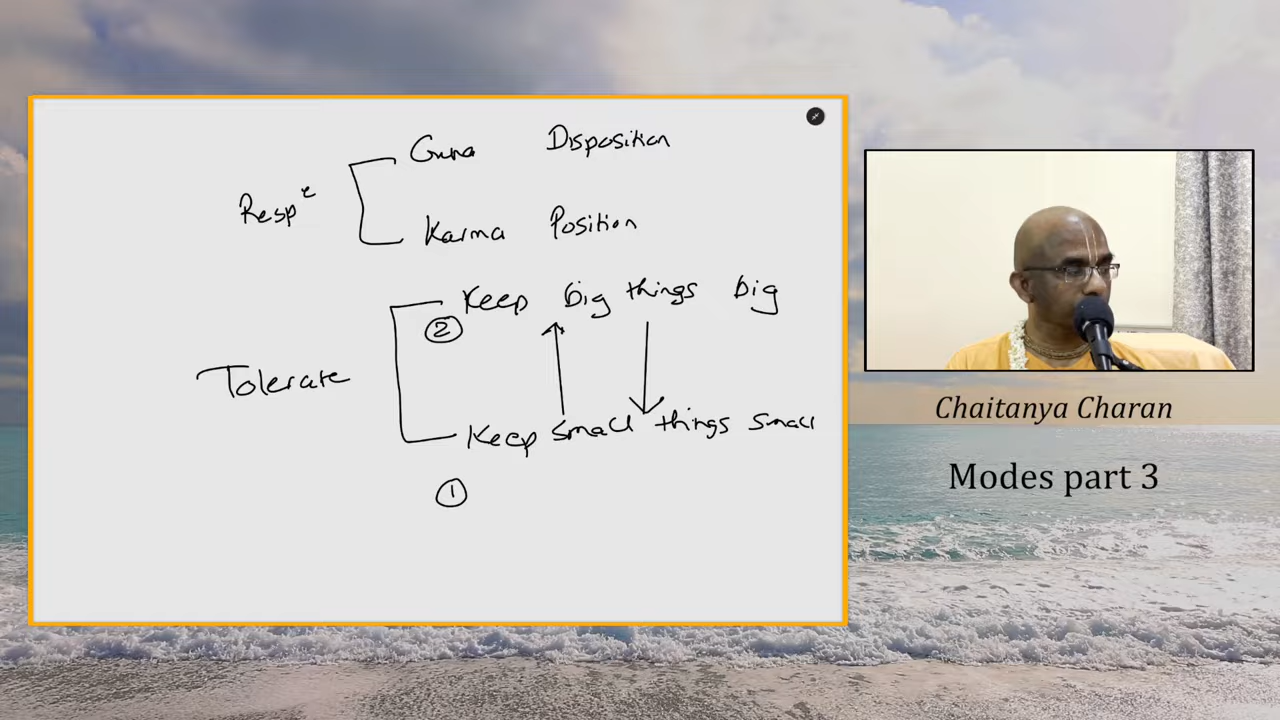 Guna Disposition
Resp e
Karma Position
Keep big things big
2
Tolerate
Keep small things small
1
Chaitanya Charan
Modes part 3